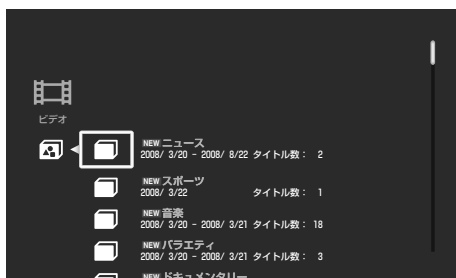 ビデオ
NEW ニュース
2008/ 3/20 - 2008/ 8/22 タイトル数： 2
NEW スポーツ
2008/ 3/22 タイトル数： 1
NEW 音楽
2008/ 3/20 - 2008/ 3/21 タイトル数： 18
NEW バラエティ
2008/ 3/20 - 2008/ 3/21 タイトル数： 3
NEW ドキュメンタリー